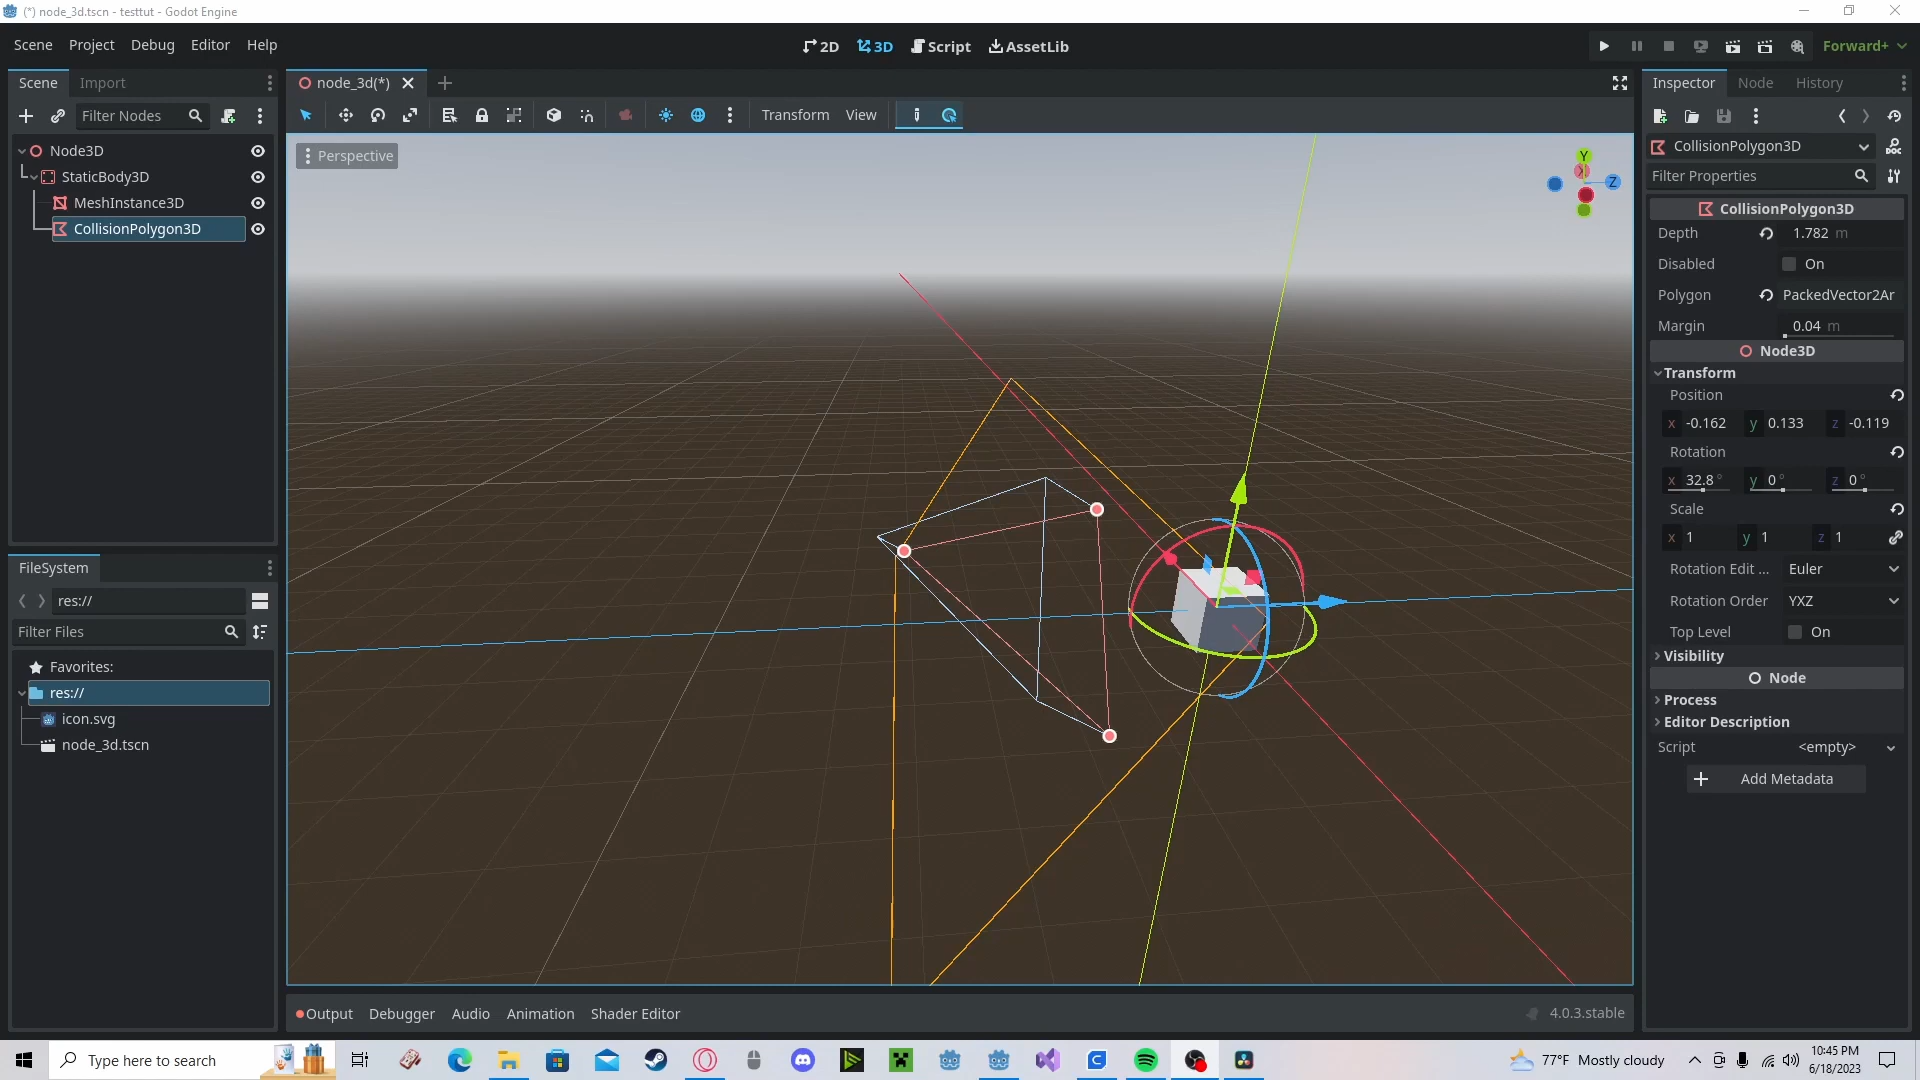 (*) node_3d.tscn - testtut - Godot Engine
Scene Project Debug Editor Help
2D 3D Script AssetLib
Forward+
Scene Import
node_3d(*)
Inspector Node History
Filter Nodes
Transform View
Node3D
StaticBody3D
MeshInstance3D
CollisionPolygon3D
Perspective
Y
X
Z
CollisionPolygon3D
Filter Properties
CollisionPolygon3D
Depth 1.782 m
Disabled On
Polygon PackedVector2Ar
Margin 0.04 m
Node3D
Transform
Position
x -0.162 y 0.133 z -0.119
Rotation
x 32.8 ° y 0 ° z 0 °
Scale
x 1 y 1 z 1
Rotation Edit ... Euler
Rotation Order YXZ
Top Level On
Visibility
Node
Process
Editor Description
Script <empty>
Add Metadata
FileSystem
res://
Filter Files
Favorites:
res://
icon.svg
node_3d.tscn
Output Debugger Audio Animation Shader Editor
4.0.3.stable
Type here to search
77°F Mostly cloudy
10:45 PM
6/18/2023